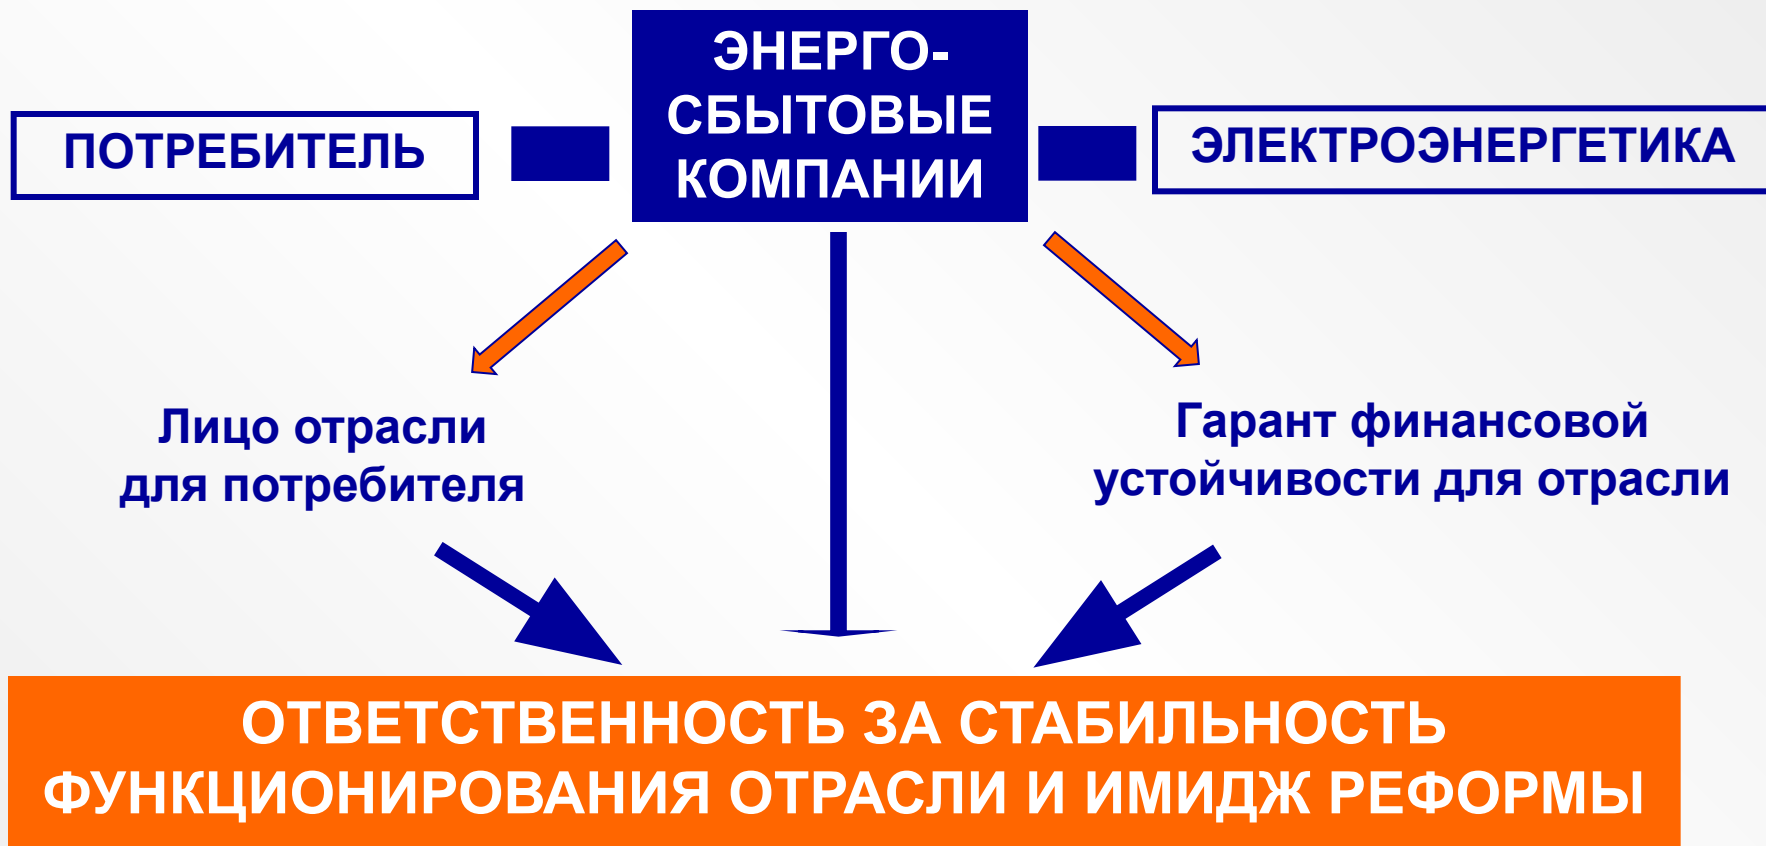 ЭНЕРГО-
СБЫТОВЫЕ
КОМПАНИИ
ПОТРЕБИТЕЛЬ
ЭЛЕКТРОЭНЕРГЕТИКА
Лицо отрасли
для потребителя
Гарант финансовой
устойчивости для отрасли
ОТВЕТСТВЕННОСТЬ ЗА СТАБИЛЬНОСТЬ
ФУНКЦИОНИРОВАНИЯ ОТРАСЛИ И ИМИДЖ РЕФОРМЫ